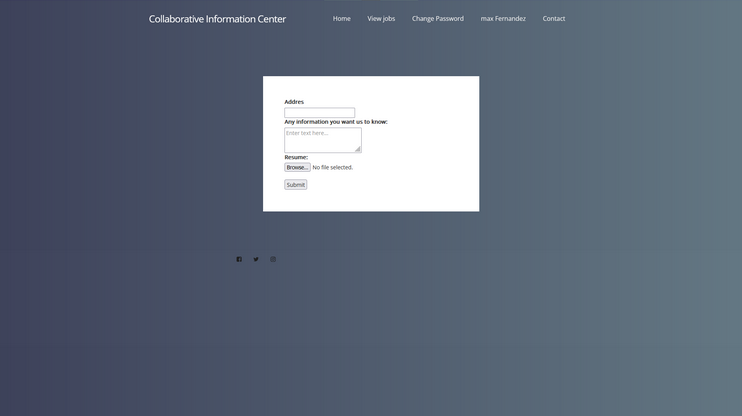 Collaborative Information Center
Home View jobs Change Password max Fernandez Contact
Addres
Any information you want us to know:
Enter text here...
Resume:
Browse... No file selected.
Submit